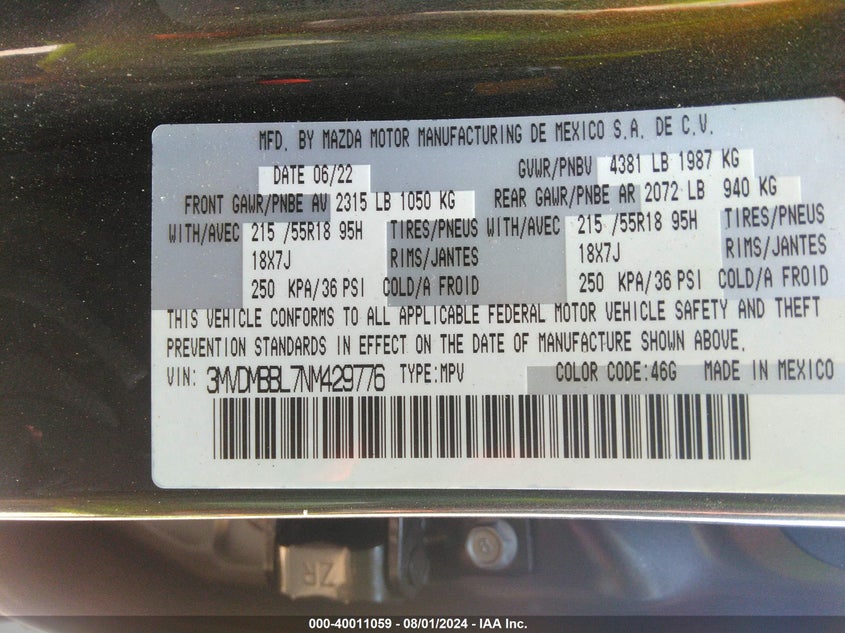 MFD. BY MAZDA MOTOR MANUFACTURING DE MEXICO S.A. DE C.V.
DATE 06/22 GVWR/PNBV 4381 LB 1987 KG
FRONT GAWR/PNBE AV 2315 LB 1050 KG REAR GAWR/PNBE AR 2072 LB 940 KG
WITH/AVEC 215 /55R18 95H TIRES/PNEUS WITH/AVEC 215 /55R18 95H TIRES/PNEUS
18X7J RIMS/JANTES 18X7J RIMS/JANTES
250 KPA/36 PSI COLD/A FROID 250 KPA/36 PSI COLD/A FROID
THIS VEHICLE CONFORMS TO ALL APPLICABLE FEDERAL MOTOR VEHICLE SAFETY AND THEFT
PREVENTION STANDARDS IN EFFECT ON THE DATE OF MANUFACTURE SHOWN ABOVE.
VIN: 3MVDMBBL7NM429776 TYPE:MPV COLOR CODE:46G MADE IN MEXICO
ZR
000-40011059 - 08/01/2024 - IAA Inc.